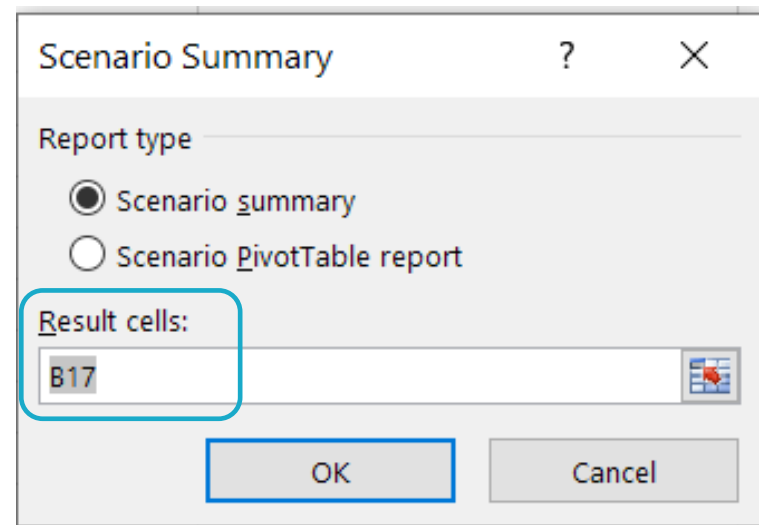 Scenario Summary ?
Report type
Scenario summary
Scenario PivotTable report
Result cells:
B17
OK Cancel